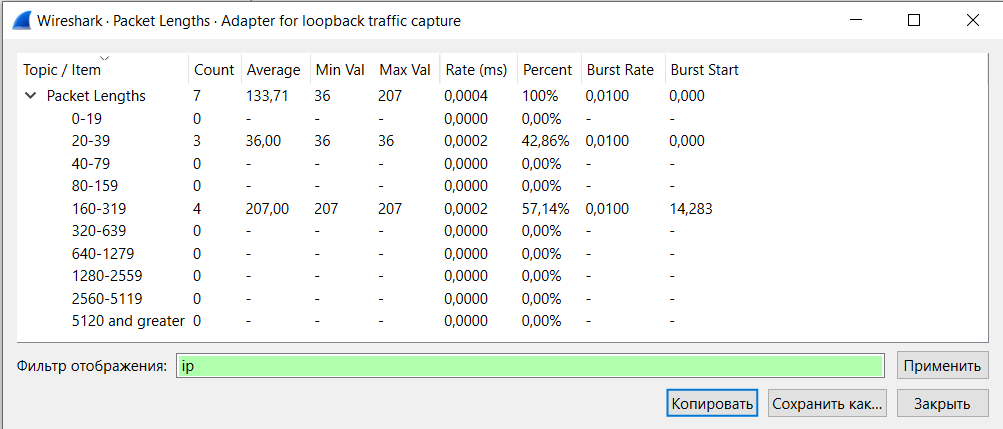 Wireshark · Packet Lengths · Adapter for loopback traffic capture
Topic / Item Count Average Min Val Max Val Rate (ms) Percent Burst Rate Burst Start
Packet Lengths 7 133,71 36 207 0,0004 100% 0,0100 0,000
0-19 0 - - - 0,0000 0,00% - -
20-39 3 36,00 36 36 0,0002 42,86% 0,0100 0,000
40-79 0 - - - 0,0000 0,00% - -
80-159 0 - - - 0,0000 0,00% - -
160-319 4 207,00 207 207 0,0002 57,14% 0,0100 14,283
320-639 0 - - - 0,0000 0,00% - -
640-1279 0 - - - 0,0000 0,00% - -
1280-2559 0 - - - 0,0000 0,00% - -
2560-5119 0 - - - 0,0000 0,00% - -
5120 and greater 0 - - - 0,0000 0,00% - -
Фильтр отображения: ip Применить
Копировать Сохранить как... Закрыть